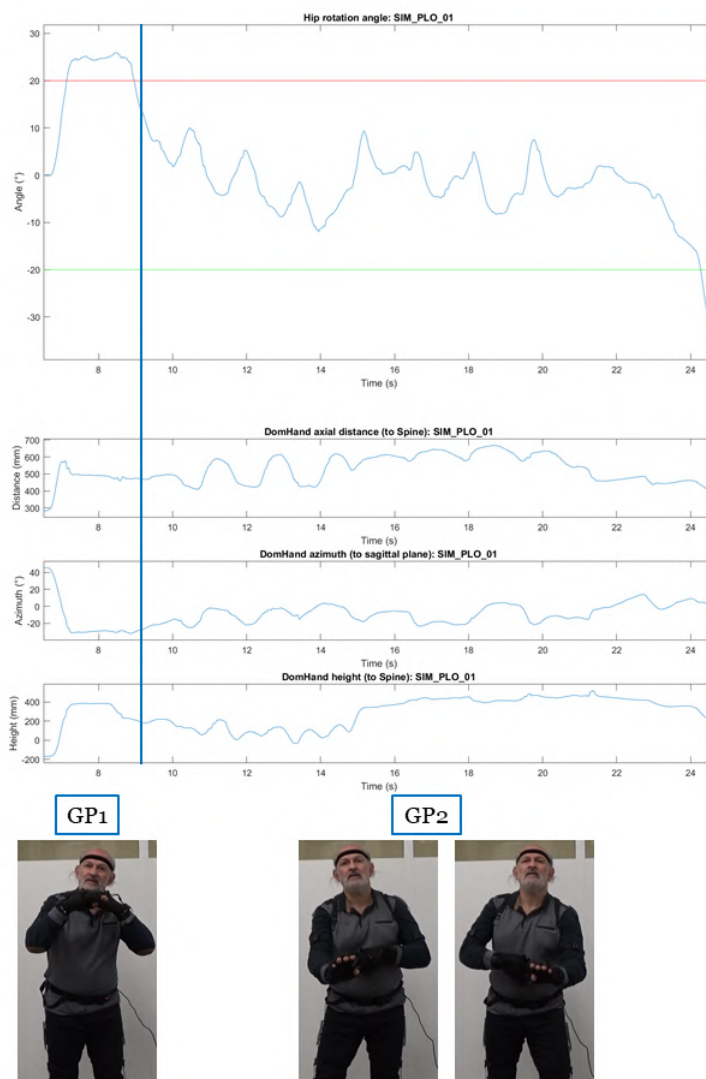 Hip rotation angle: SIM_PLO_01
30
20
10
0
-10
-20
-30
Angle (°)
8 10 12 14 16 18 20 22 24
Time (s)
DomHand axial distance (to Spine): SIM_PLO_01
700
600
500
400
300
Distance (mm)
8 10 12 14 16 18 20 22 24
Time (s)
DomHand azimuth (to sagittal plane): SIM_PLO_01
40
20
0
-20
Azimuth (°)
8 10 12 14 16 18 20 22 24
Time (s)
DomHand height (to Spine): SIM_PLO_01
400
200
0
-200
Height (mm)
8 10 12 14 16 18 20 22 24
Time (s)
GP1 GP2